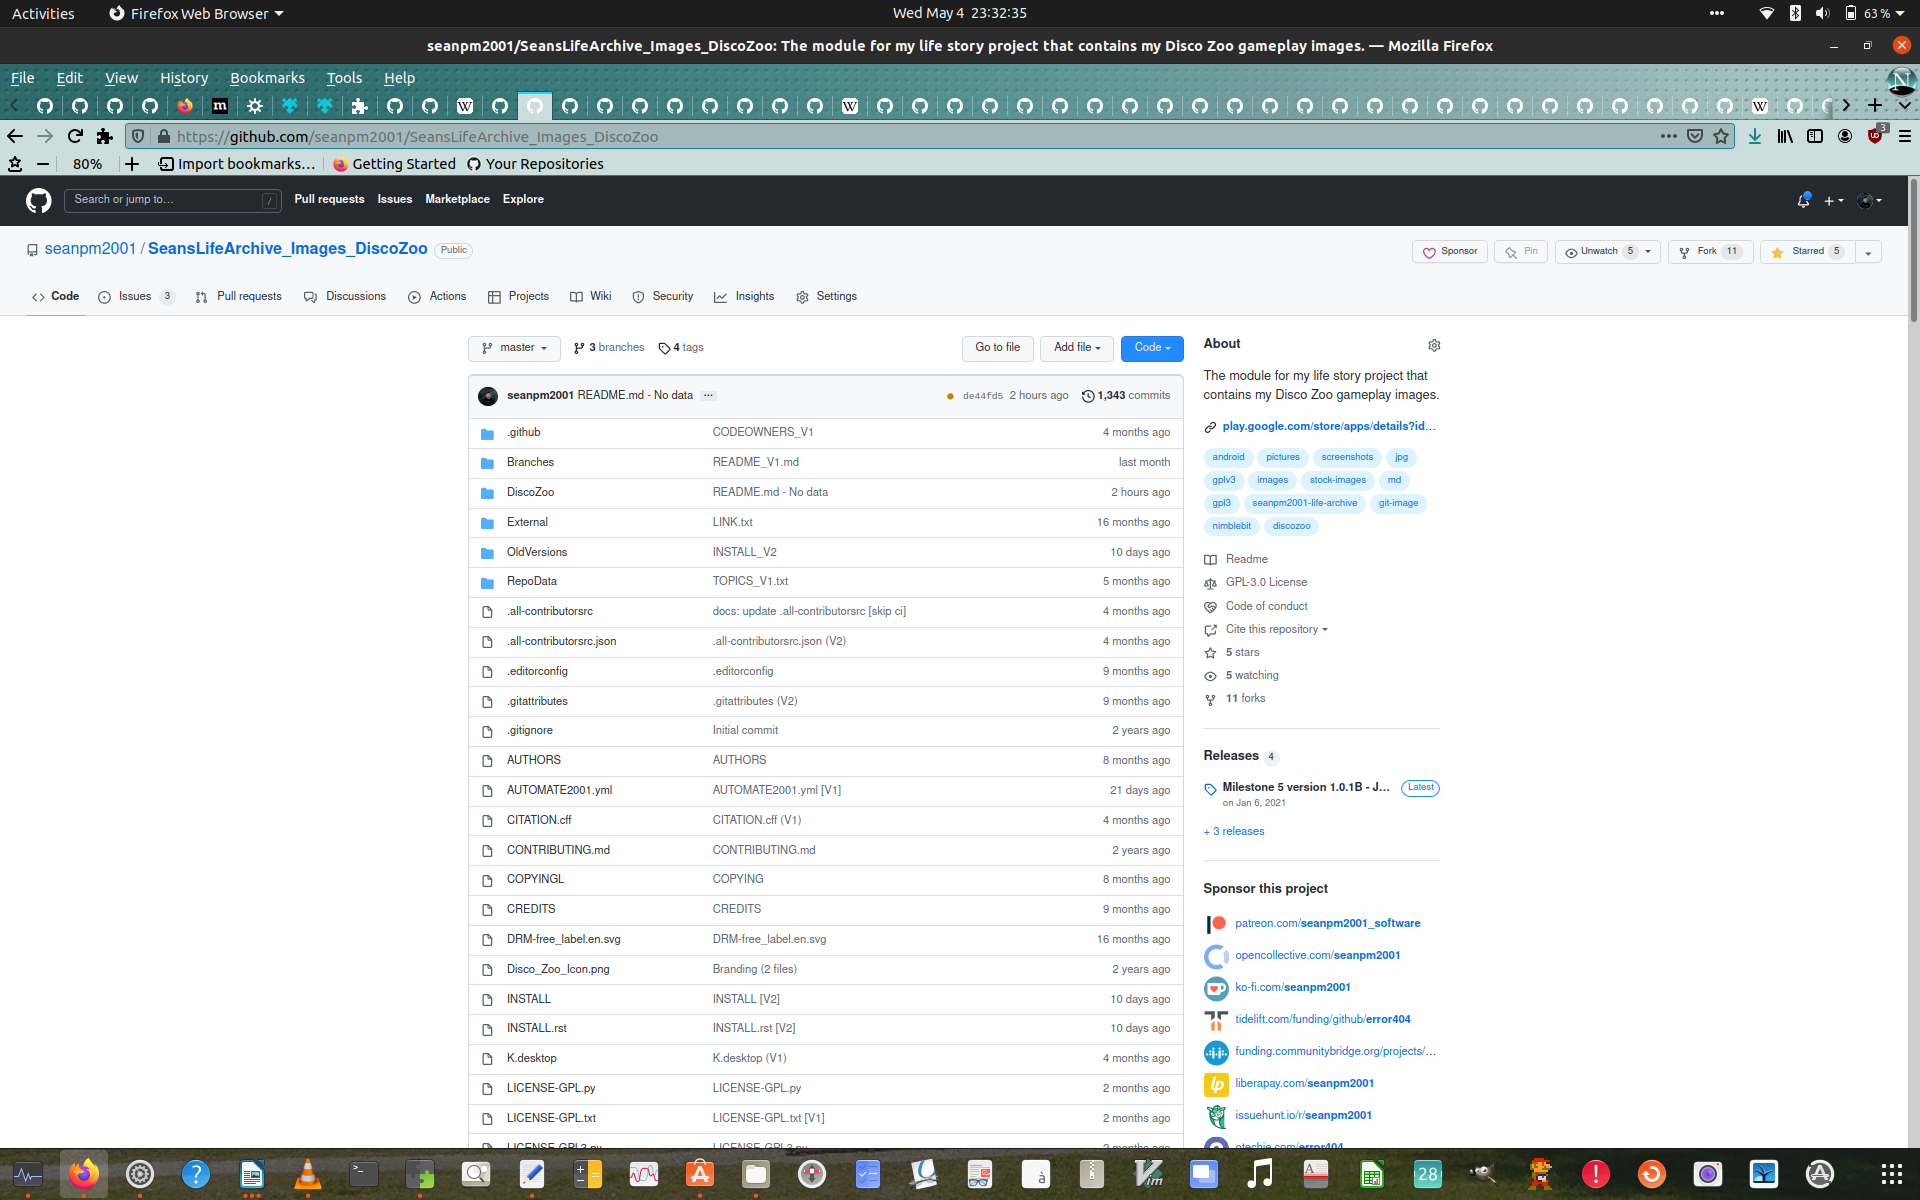 Activities Firefox Web Browser Wed May 4 23:32:35 63 %
seanpm2001/SeansLifeArchive_Images_DiscoZoo: The module for my life story project that contains my Disco Zoo gameplay images. — Mozilla Firefox
File Edit View History Bookmarks Tools Help
https://github.com/seanpm2001/SeansLifeArchive_Images_DiscoZoo 3
80% Import bookmarks… Getting Started Your Repositories
Search or jump to… / Pull requests Issues Marketplace Explore
seanpm2001 / SeansLifeArchive_Images_DiscoZoo Public Sponsor Pin Unwatch 5 Fork 11 Starred 5
Code Issues 3 Pull requests Discussions Actions Projects Wiki Security Insights Settings
master 3 branches 4 tags Go to file Add file Code
seanpm2001 README.md - No data … de44fd5 2 hours ago 1,343 commits
.github CODEOWNERS_V1 4 months ago
Branches README_V1.md last month
DiscoZoo README.md - No data 2 hours ago
External LINK.txt 16 months ago
OldVersions INSTALL_V2 10 days ago
RepoData TOPICS_V1.txt 5 months ago
.all-contributorsrc docs: update .all-contributorsrc [skip ci] 4 months ago
.all-contributorsrc.json .all-contributorsrc.json (V2) 4 months ago
.editorconfig .editorconfig 9 months ago
.gitattributes .gitattributes (V2) 9 months ago
.gitignore Initial commit 2 years ago
AUTHORS AUTHORS 8 months ago
AUTOMATE2001.yml AUTOMATE2001.yml [V1] 21 days ago
CITATION.cff CITATION.cff (V1) 4 months ago
CONTRIBUTING.md CONTRIBUTING.md 2 years ago
COPYINGL COPYING 8 months ago
CREDITS CREDITS 9 months ago
DRM-free_label.en.svg DRM-free_label.en.svg 16 months ago
Disco_Zoo_Icon.png Branding (2 files) 2 years ago
INSTALL INSTALL [V2] 10 days ago
INSTALL.rst INSTALL.rst [V2] 10 days ago
K.desktop K.desktop (V1) 4 months ago
LICENSE-GPL.py LICENSE-GPL.py 2 months ago
LICENSE-GPL.txt LICENSE-GPL.txt [V1] 2 months ago
About
The module for my life story project that
contains my Disco Zoo gameplay images.
play.google.com/store/apps/details?id…
android pictures screenshots jpg
gplv3 images stock-images md
gpl3 seanpm2001-life-archive git-image
nimblebit discozoo
Readme
GPL-3.0 License
Code of conduct
Cite this repository
5 stars
5 watching
11 forks
Releases 4
Milestone 5 version 1.0.1B - J… Latest
on Jan 6, 2021
+ 3 releases
Sponsor this project
patreon.com/seanpm2001_software
opencollective.com/seanpm2001
ko-fi.com/seanpm2001
tidelift.com/funding/github/error404
funding.communitybridge.org/projects/…
liberapay.com/seanpm2001
issuehunt.io/r/seanpm2001
otechie.com/error404
28